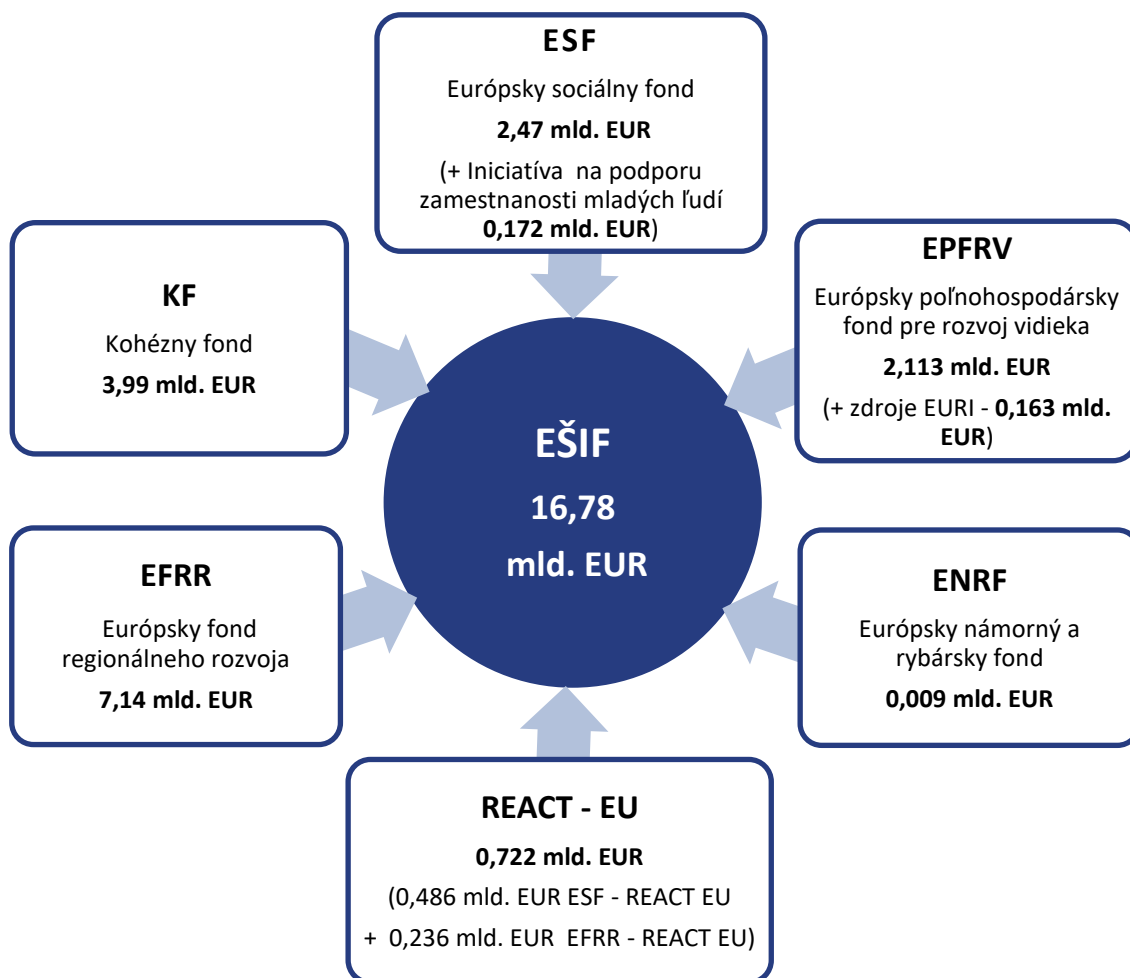 ESF
Európsky sociálny fond
2,47 mld. EUR
(+ Iniciatíva na podporu
zamestnanosti mladých ľudí
0,172 mld. EUR)
KF
Kohézny fond
3,99 mld. EUR
EPFRV
Európsky poľnohospodársky
fond pre rozvoj vidieka
2,113 mld. EUR
(+ zdroje EURI - 0,163 mld.
EUR)
EŠIF
16,78
mld. EUR
EFRR
Európsky fond
regionálneho rozvoja
7,14 mld. EUR
ENRF
Európsky námorný a
rybársky fond
0,009 mld. EUR
REACT - EU
0,722 mld. EUR
(0,486 mld. EUR ESF - REACT EU
+ 0,236 mld. EUR EFRR - REACT EU)